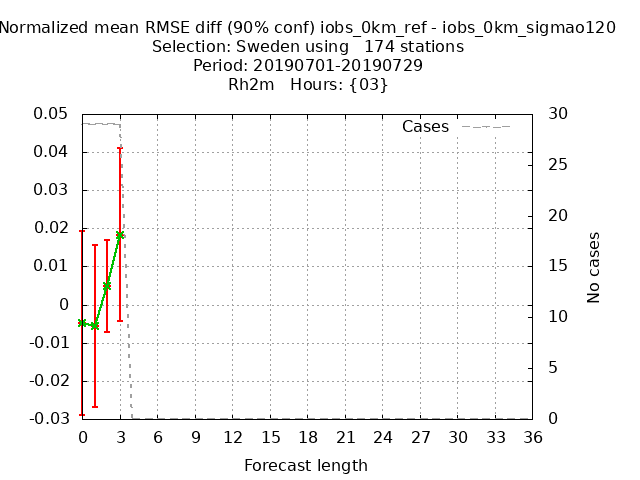 Normalized mean RMSE diff (90% conf) iobs_0km_ref - iobs_0km_sigmao120
Selection: Sweden using   174 stations
Period: 20190701-20190729
Rh2m   Hours: {03}
Cases
0.05
0.04
0.03
0.02
0.01
0
-0.01
-0.02
-0.03
30
25
20
15
10
5
0
No cases
0 3 6 9 12 15 18 21 24 27 30 33 36
Forecast length